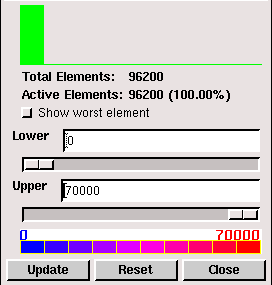 Total Elements: 96200
Active Elements: 96200 (100.00%)
Show worst element
Lower 0
Upper 70000
0 70000
Update Reset Close